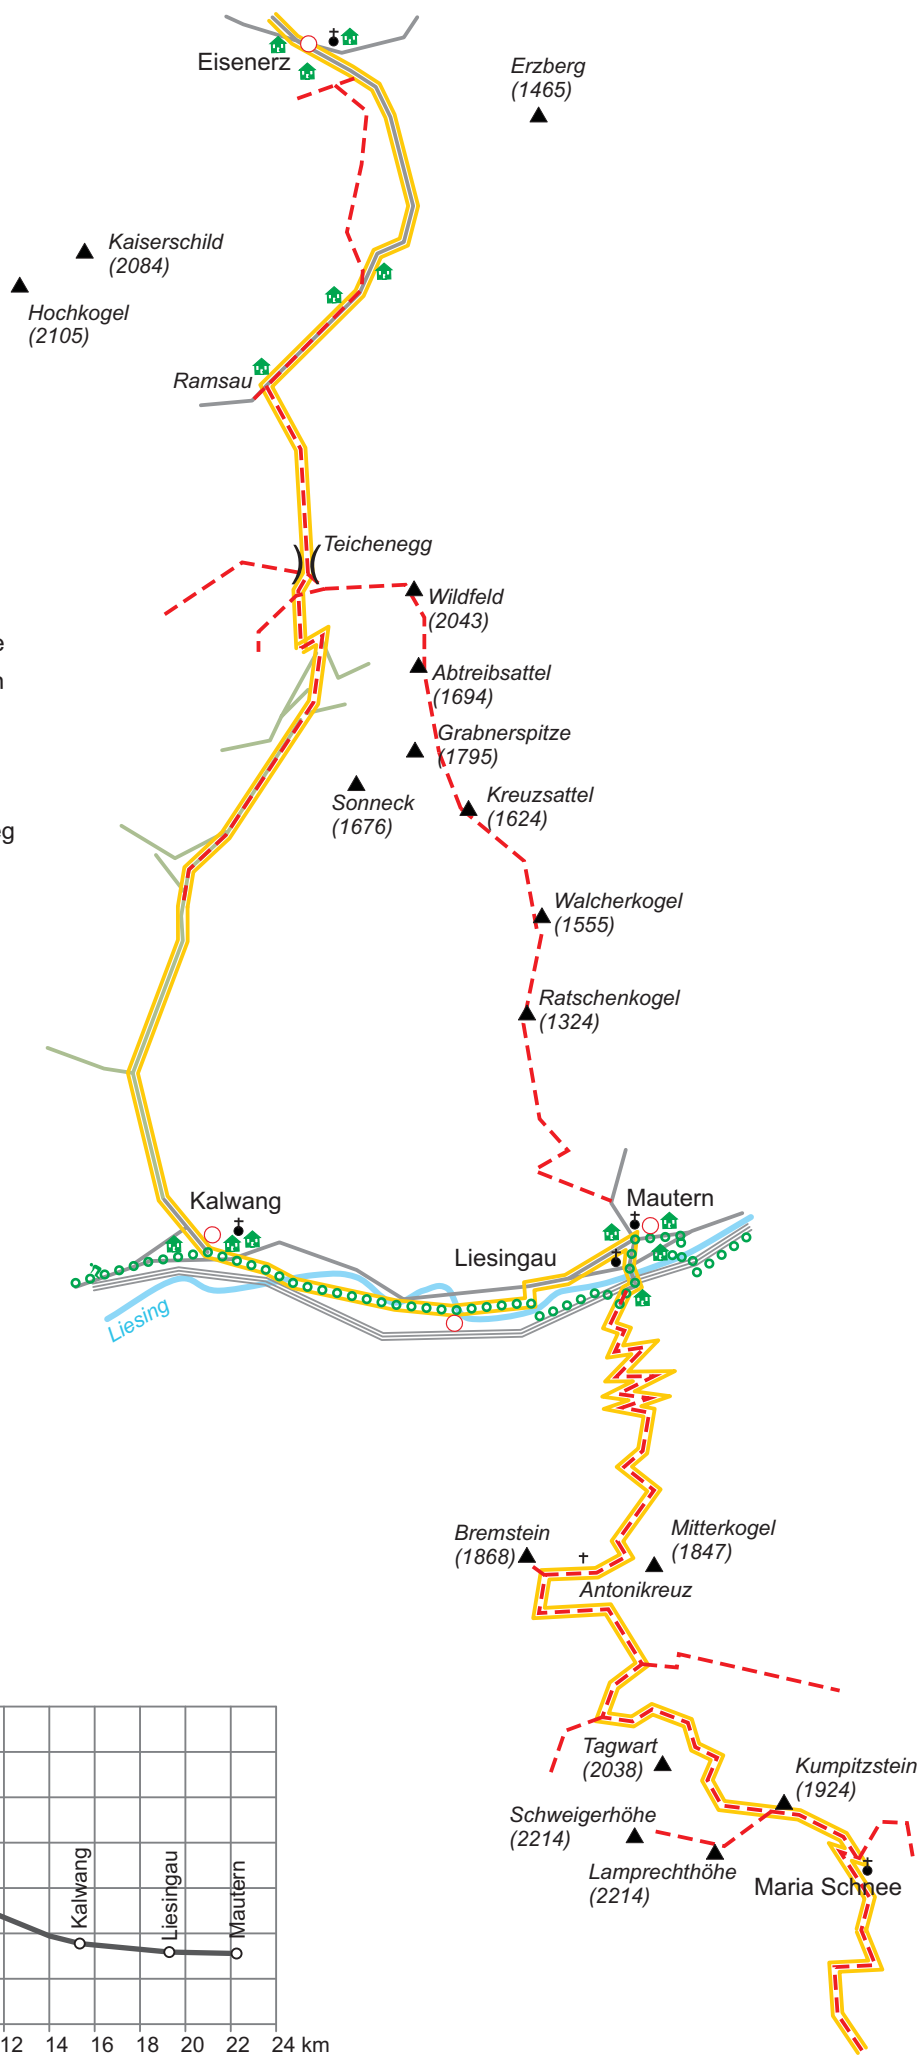 Eisenerz
Erzberg
(1465)
Kaiserschild
(2084)
Hochkogel
(2105)
Ramsau
Teichenegg
Wildfeld
(2043)
e
n
Abtreibsattel
(1694)
Grabnerspitze
(1795)
Sonneck
(1676)
Kreuzsattel
(1624)
eg
Walcherkogel
(1555)
Ratschenkogel
(1324)
Kalwang
Mautern
Liesingau
Liesing
Bremstein
(1868)
Mitterkogel
(1847)
Antonikreuz
Tagwart
(2038)
Kumpitzstein
(1924)
Schweigerhöhe
(2214)
Lamprechthöhe
(2214)
Maria Schnee
Kalwang
Liesingau
Mautern
12 14 16 18 20 22 24 km